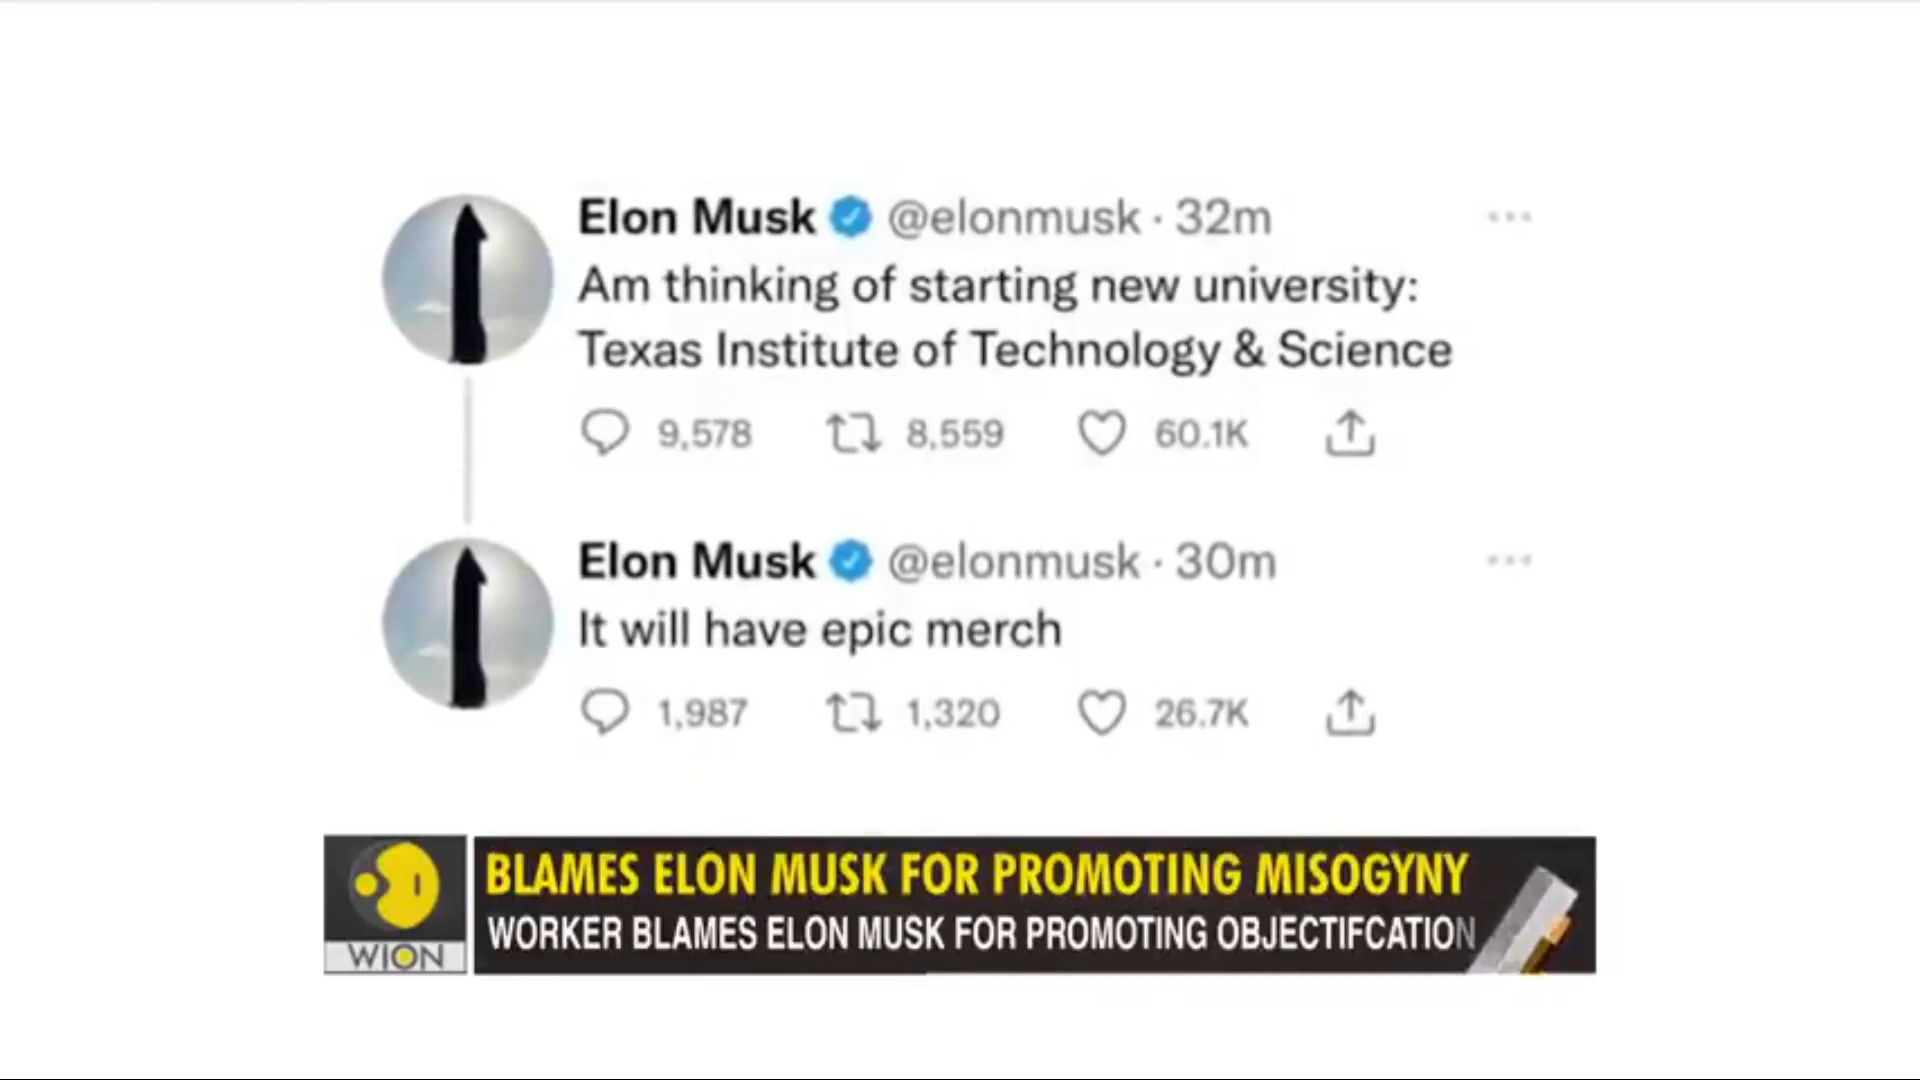 Elon Musk @elonmusk · 32m
Am thinking of starting new university:
Texas Institute of Technology & Science
9,578 8,559 60.1K
Elon Musk @elonmusk · 30m
It will have epic merch
1,987 1,320 26.7K
BLAMES ELON MUSK FOR PROMOTING MISOGYNY
WORKER BLAMES ELON MUSK FOR PROMOTING OBJECTIFCATION
WION